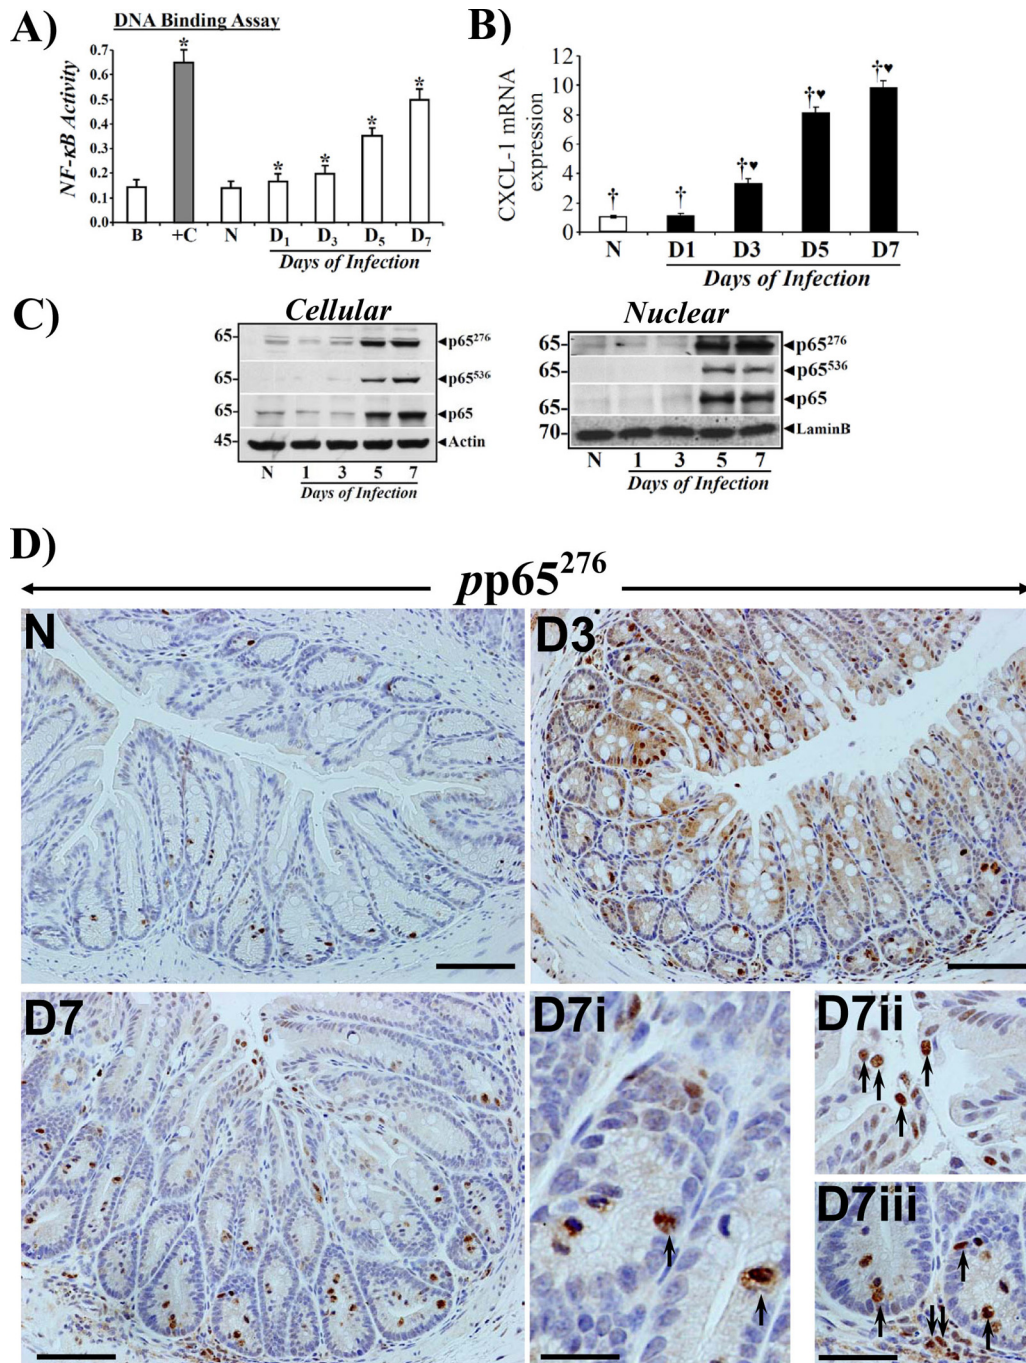 A)
DNA Binding Assay
NF-κB Activity
0.7
0.6
0.5
0.4
0.3
0.2
0.1
0.0
*
*
*
*
*
B +C N D1 D3 D5 D7
Days of Infection
B)
CXCL-1 mRNA
expression
12
10
8
6
4
2
0
†
†
†♥
†♥
†♥
N D1 D3 D5 D7
Days of Infection
C)
Cellular
65
p65²⁷⁶
65
p65⁵³⁶
65
p65
45
Actin
N 1 3 5 7
Days of Infection
Nuclear
65
p65²⁷⁶
65
p65⁵³⁶
65
p65
70
LaminB
N 1 3 5 7
Days of Infection
D)
pp65²⁷⁶
N
D3
D7
D7i
D7ii
D7iii